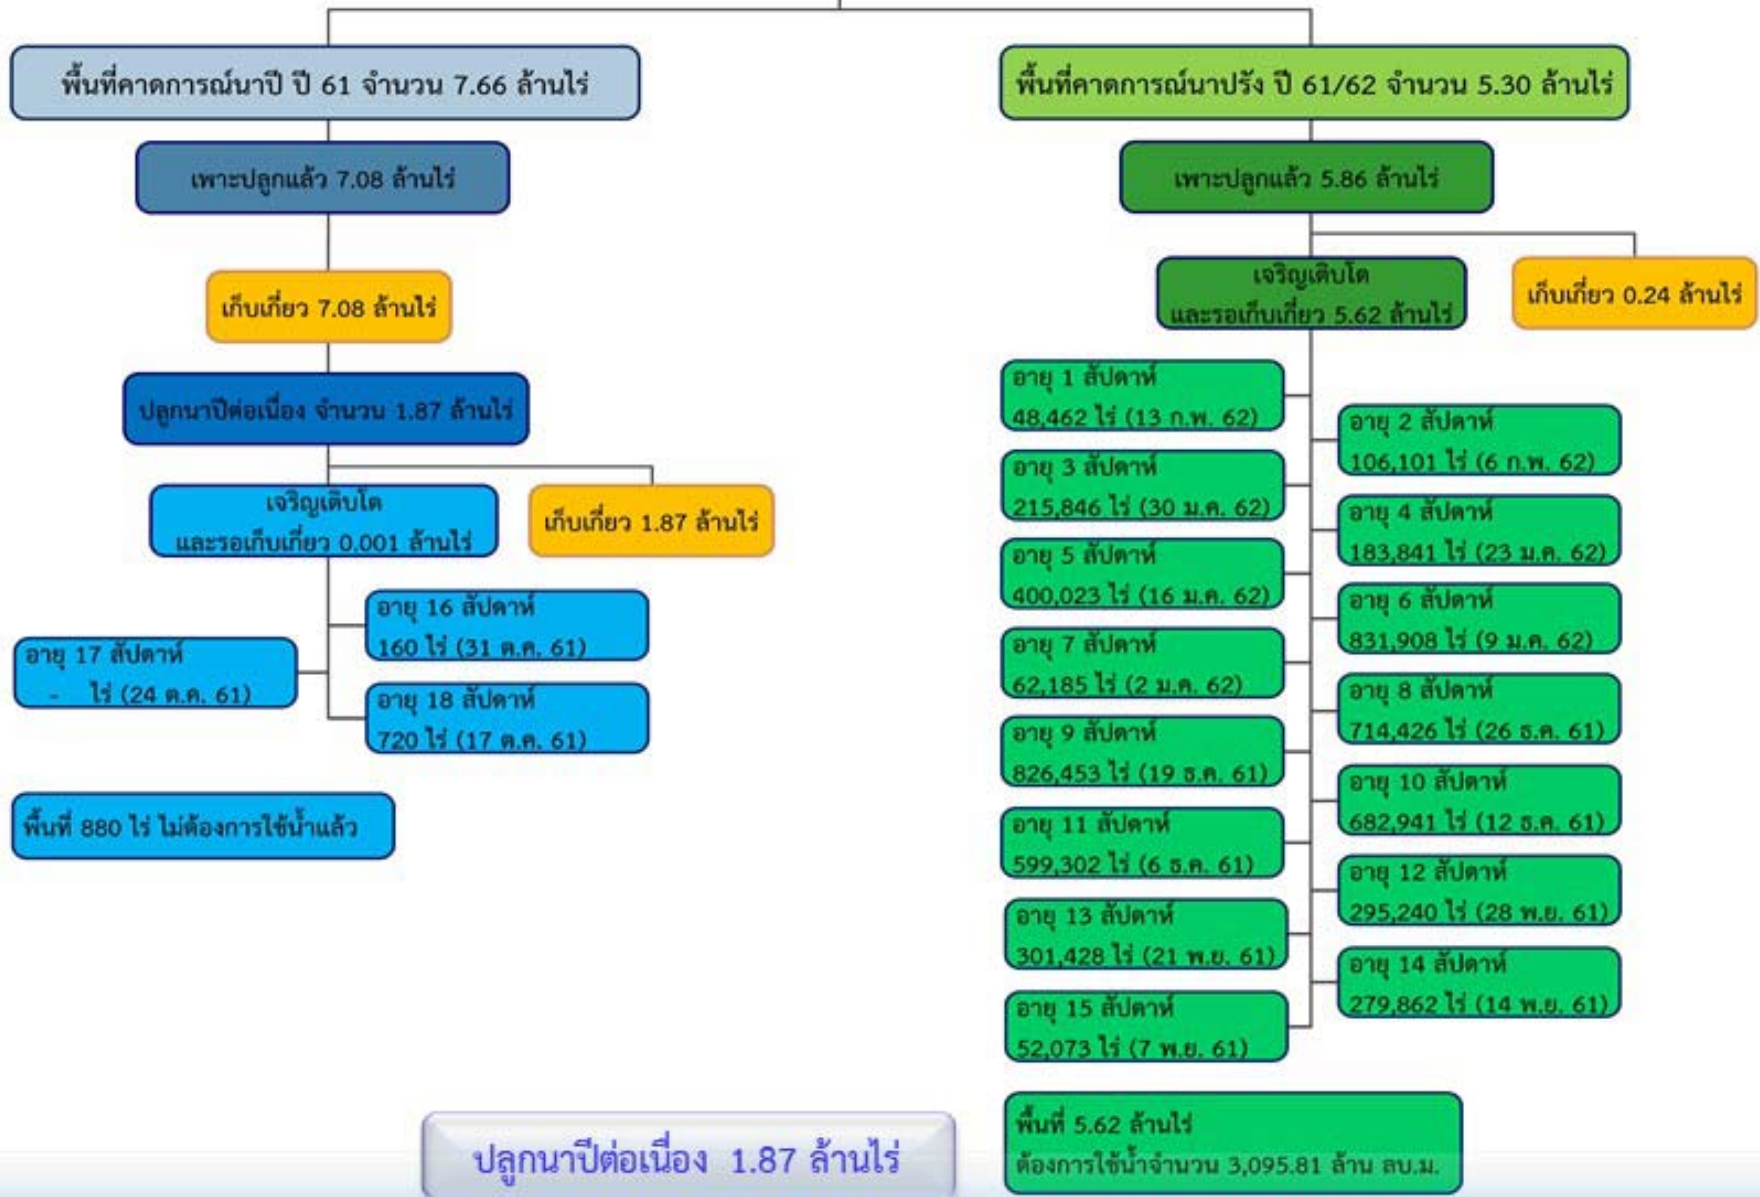 พื้นที่คาดการณ์นาปี ปี 61 จำนวน 7.66 ล้านไร่
เพาะปลูกแล้ว 7.08 ล้านไร่
เก็บเกี่ยว 7.08 ล้านไร่
ปลูกนาปีต่อเนื่อง จำนวน 1.87 ล้านไร่
เจริญเติบโต
และรอเก็บเกี่ยว 0.001 ล้านไร่
เก็บเกี่ยว 1.87 ล้านไร่
อายุ 16 สัปดาห์
160 ไร่ (31 ต.ค. 61)
อายุ 17 สัปดาห์
- ไร่ (24 ต.ค. 61)
อายุ 18 สัปดาห์
720 ไร่ (17 ต.ค. 61)
พื้นที่ 880 ไร่ ไม่ต้องการใช้น้ำแล้ว
พื้นที่คาดการณ์นาปรัง ปี 61/62 จำนวน 5.30 ล้านไร่
เพาะปลูกแล้ว 5.86 ล้านไร่
เจริญเติบโต
และรอเก็บเกี่ยว 5.62 ล้านไร่
เก็บเกี่ยว 0.24 ล้านไร่
อายุ 1 สัปดาห์
48,462 ไร่ (13 ก.พ. 62)
อายุ 2 สัปดาห์
106,101 ไร่ (6 ก.พ. 62)
อายุ 3 สัปดาห์
215,846 ไร่ (30 ม.ค. 62)
อายุ 4 สัปดาห์
183,841 ไร่ (23 ม.ค. 62)
อายุ 5 สัปดาห์
400,023 ไร่ (16 ม.ค. 62)
อายุ 6 สัปดาห์
831,908 ไร่ (9 ม.ค. 62)
อายุ 7 สัปดาห์
62,185 ไร่ (2 ม.ค. 62)
อายุ 8 สัปดาห์
714,426 ไร่ (26 ธ.ค. 61)
อายุ 9 สัปดาห์
826,453 ไร่ (19 ธ.ค. 61)
อายุ 10 สัปดาห์
682,941 ไร่ (12 ธ.ค. 61)
อายุ 11 สัปดาห์
599,302 ไร่ (6 ธ.ค. 61)
อายุ 12 สัปดาห์
295,240 ไร่ (28 พ.ย. 61)
อายุ 13 สัปดาห์
301,428 ไร่ (21 พ.ย. 61)
อายุ 14 สัปดาห์
279,862 ไร่ (14 พ.ย. 61)
อายุ 15 สัปดาห์
52,073 ไร่ (7 พ.ย. 61)
พื้นที่ 5.62 ล้านไร่
ต้องการใช้น้ำจำนวน 3,095.81 ล้าน ลบ.ม.
ปลูกนาปีต่อเนื่อง 1.87 ล้านไร่